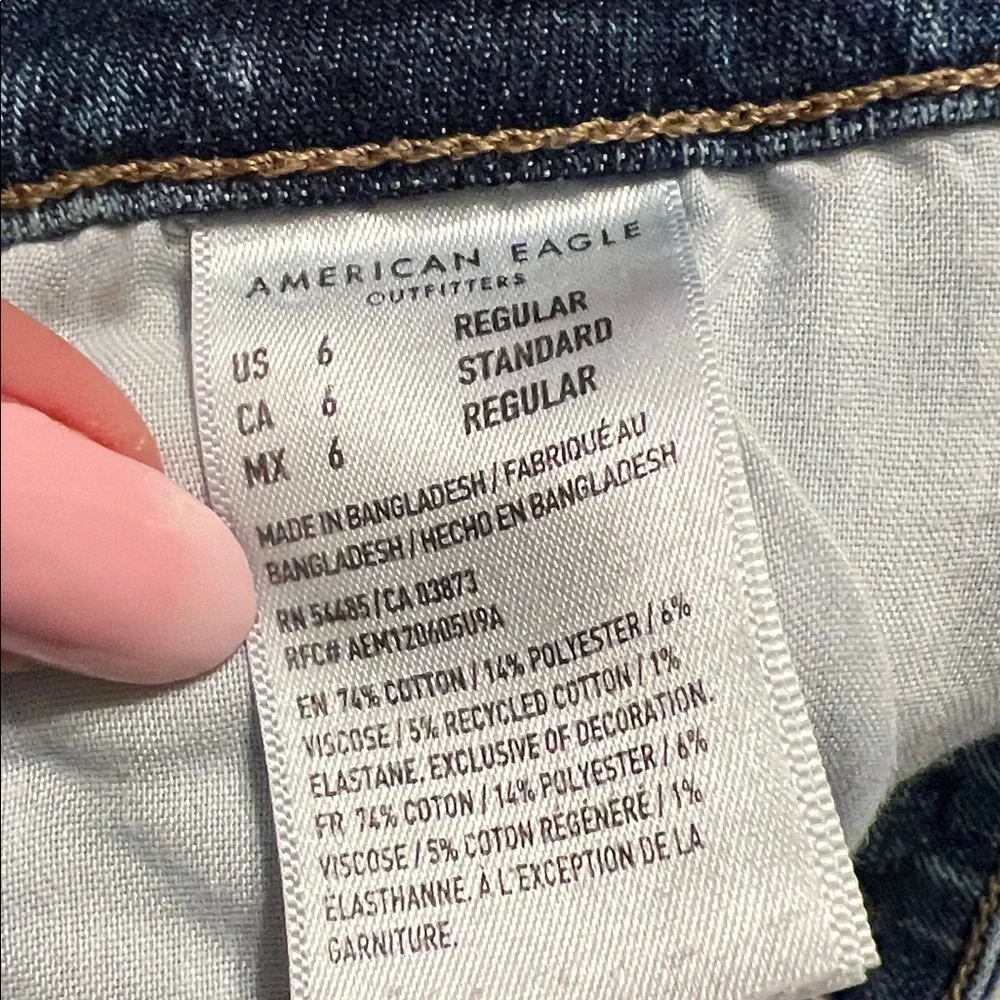 AMERICAN EAGLE
OUTFITTERS
US 6 REGULAR
CA 6 STANDARD
MX 6 REGULAR
MADE IN BANGLADESH / FABRIQUÉ AU
BANGLADESH / HECHO EN BANGLADESH
RN 54485 / CA 03873
RFC# AEM120605U9A
EN 74% COTTON / 14% POLYESTER / 6%
VISCOSE / 5% RECYCLED COTTON / 1%
ELASTANE. EXCLUSIVE OF DECORATION.
FR 74% COTON / 14% POLYESTER / 6%
VISCOSE / 5% COTON RÉGÉNÉRÉ / 1%
ÉLASTHANNE. À L'EXCEPTION DE LA
GARNITURE.